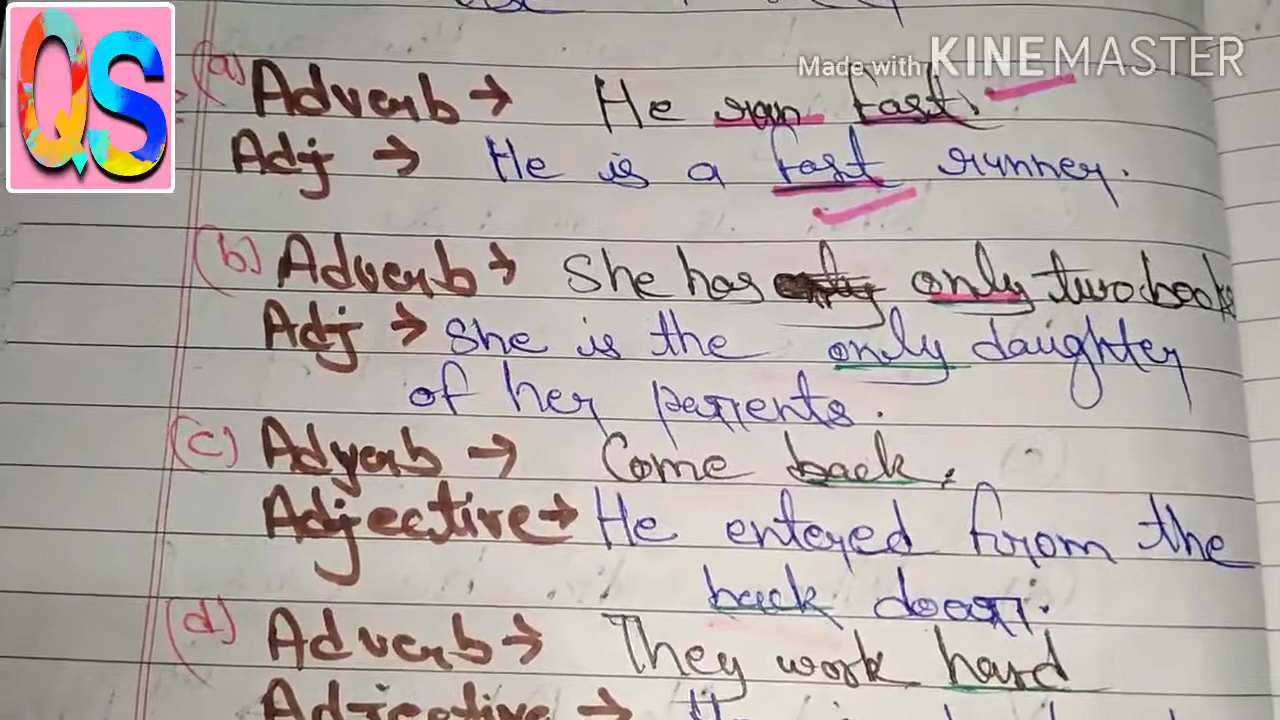 QS
Made with KINEMASTER
(a) Adverb → He ran fast.
Adj → He is a fast runner.
(b) Adverb → She has only two books
Adj → She is the only daughter
of her parents.
(c) Adverb → Come back.
Adjective → He entered from the
back door.
(d) Adverb → They work hard
Adjective →